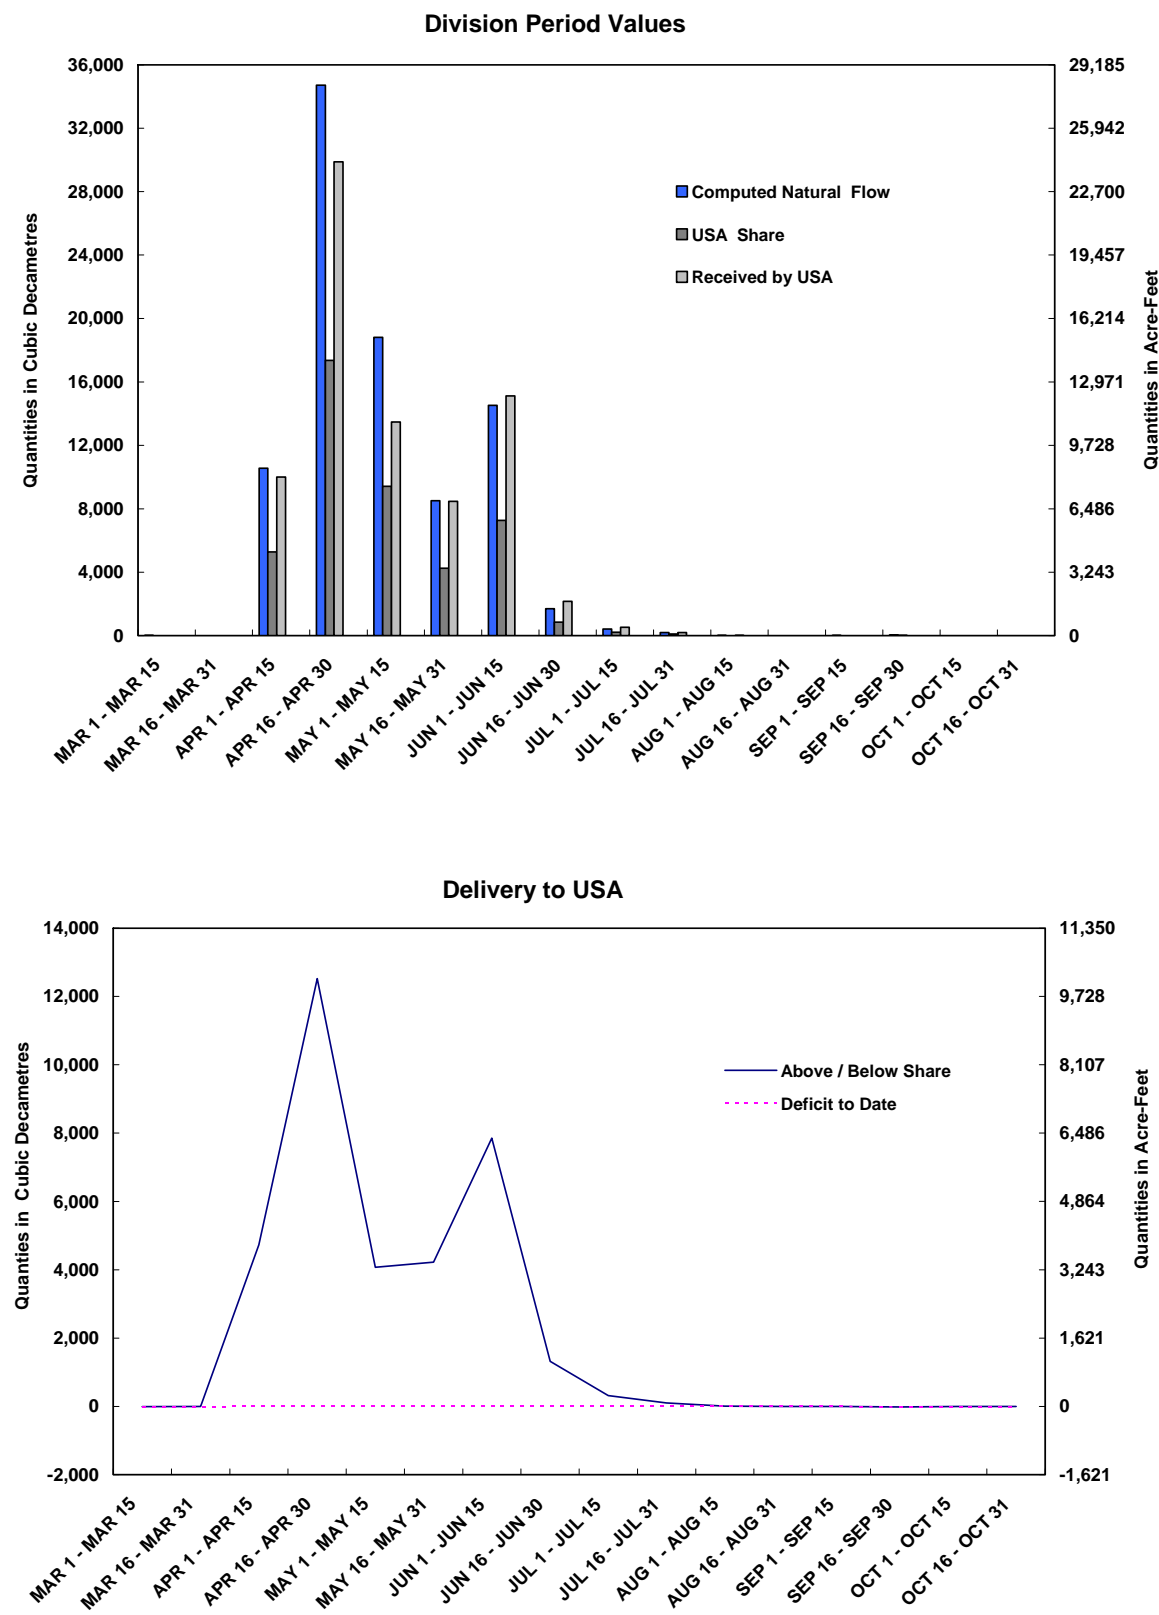 Division Period Values
36,000
32,000
28,000
24,000
20,000
16,000
12,000
8,000
4,000
0
29,185
25,942
22,700
19,457
16,214
12,971
9,728
6,486
3,243
0
Quantities in Cubic Decametres
Quantities in Acre-Feet
Computed Natural  Flow
USA  Share
Received by USA
MAR 1 - MAR 15
MAR 16 - MAR 31
APR 1 - APR 15
APR 16 - APR 30
MAY 1 - MAY 15
MAY 16 - MAY 31
JUN 1 - JUN 15
JUN 16 - JUN 30
JUL 1 - JUL 15
JUL 16 - JUL 31
AUG 1 - AUG 15
AUG 16 - AUG 31
SEP 1 - SEP 15
SEP 16 - SEP 30
OCT 1 - OCT 15
OCT 16 - OCT 31
Delivery to USA
14,000
12,000
10,000
8,000
6,000
4,000
2,000
0
-2,000
11,350
9,728
8,107
6,486
4,864
3,243
1,621
0
-1,621
Quanties in  Cubic Decametres
Quantities in Acre-Feet
Above / Below Share
Deficit to Date
MAR 1 - MAR 15
MAR 16 - MAR 31
APR 1 - APR 15
APR 16 - APR 30
MAY 1 - MAY 15
MAY 16 - MAY 31
JUN 1 - JUN 15
JUN 16 - JUN 30
JUL 1 - JUL 15
JUL 16 - JUL 31
AUG 1 - AUG 15
AUG 16 - AUG 31
SEP 1 - SEP 15
SEP 16 - SEP 30
OCT 1 - OCT 15
OCT 16 - OCT 31